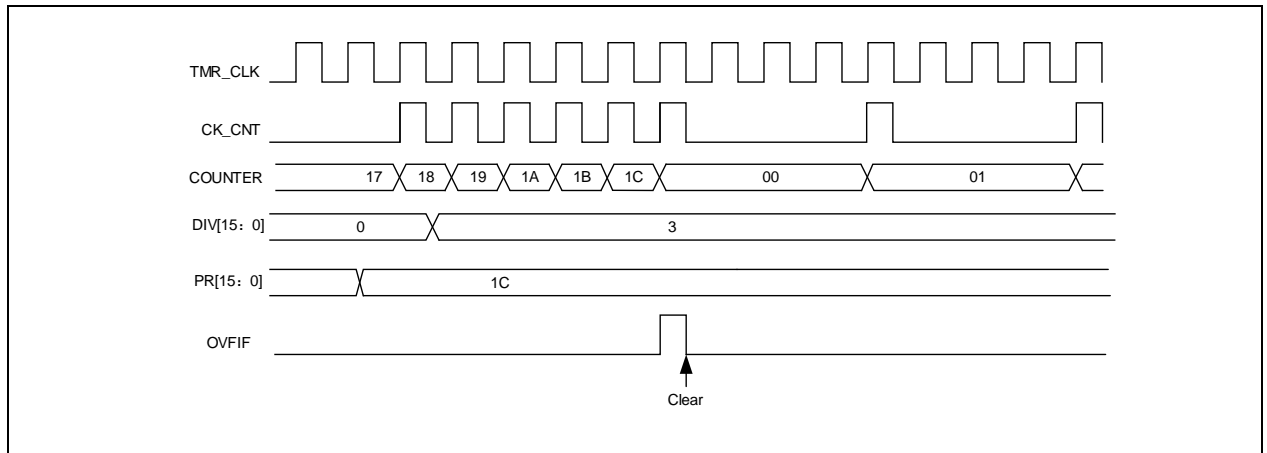 TMR_CLK
CK_CNT
COUNTER 17 18 19 1A 1B 1C 00 01
DIV[15：0] 0 3
PR[15：0] 1C
OVFIF
Clear